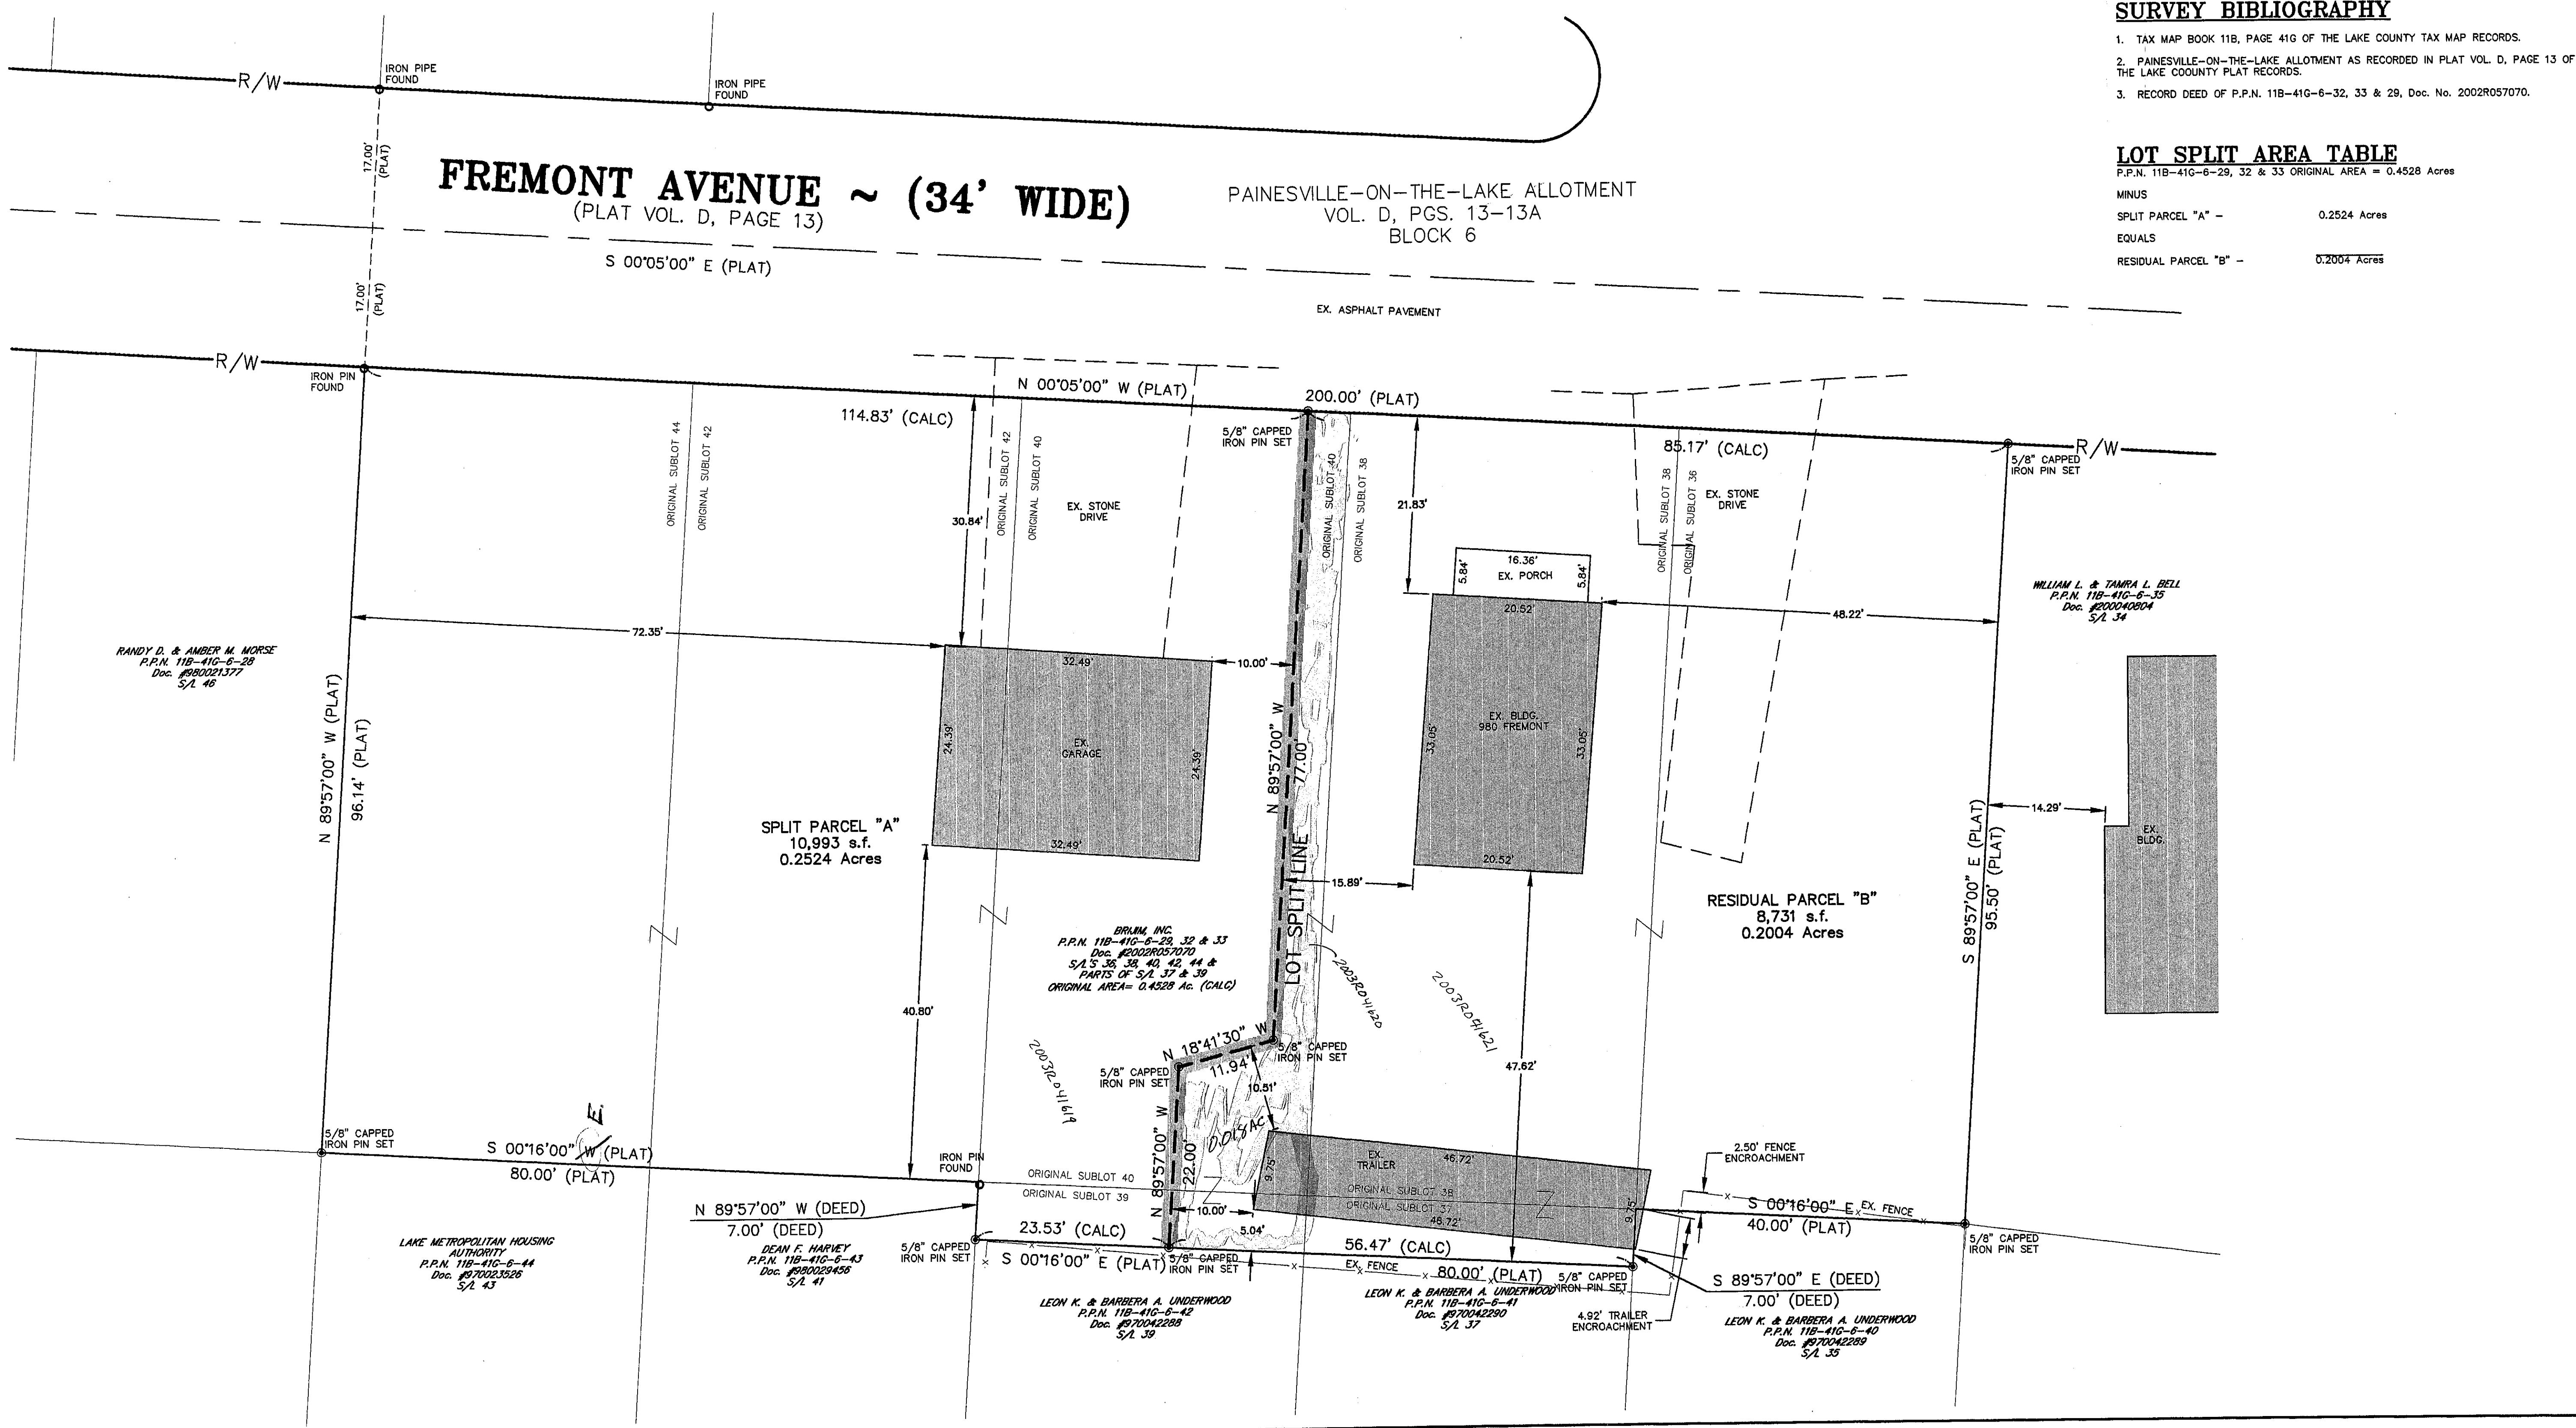 SURVEY BIBLIOGRAPHY
1. TAX MAP BOOK 11B, PAGE 41G OF THE LAKE COUNTY TAX MAP RECORDS.
2. PAINESVILLE-ON-THE-LAKE ALLOTMENT AS RECORDED IN PLAT VOL. D, PAGE 13 OF
THE LAKE COOUNTY PLAT RECORDS.
3. RECORD DEED OF P.P.N. 11B-41G-6-32, 33 & 29, Doc. No. 2002R057070.
LOT SPLIT AREA TABLE
P.P.N. 11B-41G-6-29, 32 & 33 ORIGINAL AREA = 0.4528 Acres
MINUS
SPLIT PARCEL "A" - 0.2524 Acres
EQUALS
RESIDUAL PARCEL "B" - 0.2004 Acres
R/W
IRON PIPE
FOUND
IRON PIPE
FOUND
17.00'
(PLAT)
FREMONT AVENUE ~ (34' WIDE)
(PLAT VOL. D, PAGE 13)
PAINESVILLE-ON-THE-LAKE ALLOTMENT
VOL. D, PGS. 13-13A
BLOCK 6
S 00°05'00" E (PLAT)
17.00'
(PLAT)
EX. ASPHALT PAVEMENT
R/W
IRON PIN
FOUND
N 00°05'00" W (PLAT)
200.00' (PLAT)
114.83' (CALC)
5/8" CAPPED
IRON PIN SET
85.17' (CALC)
R/W
5/8" CAPPED
IRON PIN SET
ORIGINAL SUBLOT 44
ORIGINAL SUBLOT 42
ORIGINAL SUBLOT 42
ORIGINAL SUBLOT 40
ORIGINAL SUBLOT 40
ORIGINAL SUBLOT 38
ORIGINAL SUBLOT 38
ORIGINAL SUBLOT 36
30.84'
EX. STONE
DRIVE
21.83'
EX. STONE
DRIVE
16.36'
5.84'
EX. PORCH
5.84'
20.52'
48.22'
WILLIAM L. & TAMRA L. BELL
P.P.N. 11B-41G-6-35
Doc. #200040804
S/L 34
72.35'
RANDY D. & AMBER M. MORSE
P.P.N. 11B-41G-6-28
Doc. #980021377
S/L 46
32.49'
10.00'
N 89°57'00" W (PLAT)
96.14' (PLAT)
24.39'
EX.
GARAGE
24.39'
32.49'
N 89°57'00" W
77.00'
LOT SPLIT LINE
33.05'
EX. BLDG.
980 FREMONT
33.05'
20.52'
15.89'
14.29'
EX.
BLDG.
S 89°57'00" E (PLAT)
95.50' (PLAT)
SPLIT PARCEL "A"
10,993 s.f.
0.2524 Acres
RESIDUAL PARCEL "B"
8,731 s.f.
0.2004 Acres
BRIJIM, INC.
P.P.N. 11B-41G-6-29, 32 & 33
Doc. #2002R057070
S/L'S 36, 38, 40, 42, 44 &
PARTS OF S/L 37 & 39
ORIGINAL AREA= 0.4528 Ac. (CALC)
2003R041620
2003R041621
2003R041619
40.80'
47.62'
N 18°41'30" W
11.94'
5/8" CAPPED
IRON PIN SET
5/8" CAPPED
IRON PIN SET
10.51'
0.018 AC
N 89°57'00" W
22.00'
E
5/8" CAPPED
IRON PIN SET
S 00°16'00" W (PLAT)
80.00' (PLAT)
IRON PIN
FOUND
ORIGINAL SUBLOT 40
ORIGINAL SUBLOT 39
EX.
TRAILER
46.72'
9.75'
ORIGINAL SUBLOT 38
ORIGINAL SUBLOT 37
46.72'
9.75'
2.50' FENCE
ENCROACHMENT
S 00°16'00" E
EX. FENCE
40.00' (PLAT)
5/8" CAPPED
IRON PIN SET
N 89°57'00" W (DEED)
7.00' (DEED)
10.00'
23.53' (CALC)
5.04'
56.47' (CALC)
5/8" CAPPED
IRON PIN SET
S 00°16'00" E (PLAT)
5/8" CAPPED
IRON PIN SET
EX. FENCE
80.00' (PLAT)
5/8" CAPPED
IRON PIN SET
S 89°57'00" E (DEED)
7.00' (DEED)
4.92' TRAILER
ENCROACHMENT
LAKE METROPOLITAN HOUSING
AUTHORITY
P.P.N. 11B-41G-6-44
Doc. #970023526
S/L 43
DEAN F. HARVEY
P.P.N. 11B-41G-6-43
Doc. #980029456
S/L 41
LEON K. & BARBERA A. UNDERWOOD
P.P.N. 11B-41G-6-42
Doc. #970042288
S/L 39
LEON K. & BARBERA A. UNDERWOOD
P.P.N. 11B-41G-6-41
Doc. #970042290
S/L 37
LEON K. & BARBERA A. UNDERWOOD
P.P.N. 11B-41G-6-40
Doc. #970042289
S/L 35